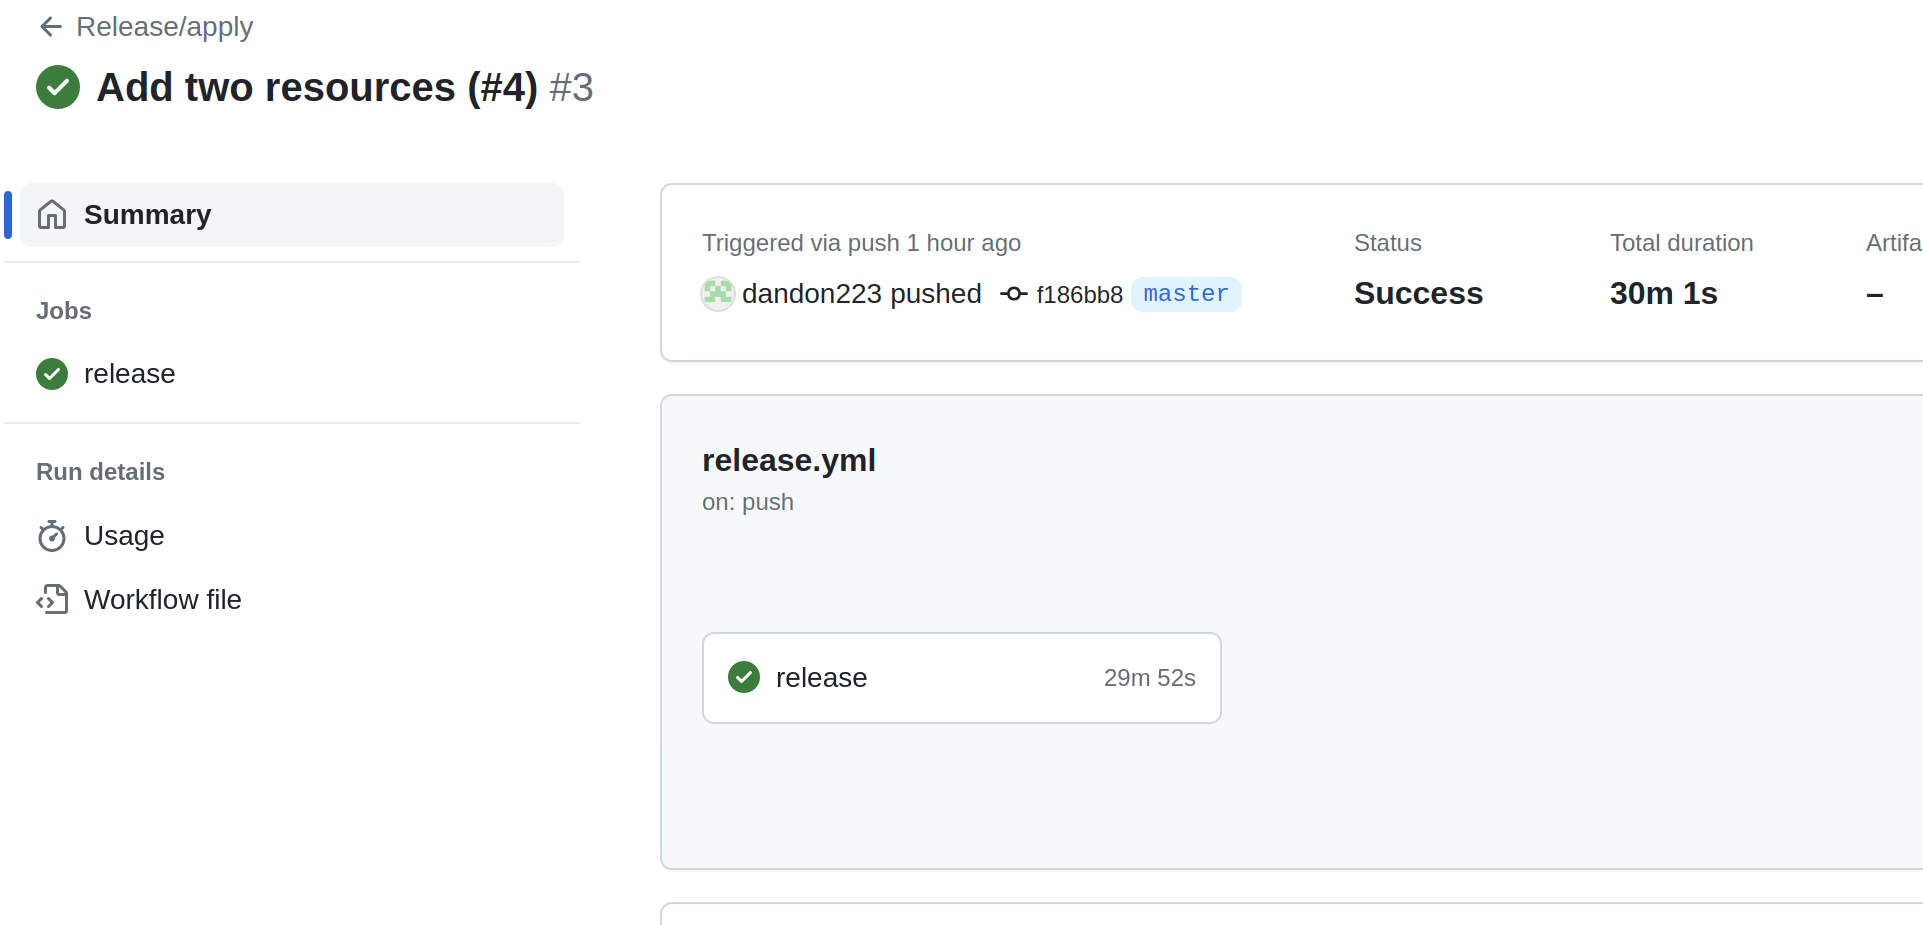 Release/apply
Add two resources (#4) #3
Summary
Jobs
release
Run details
Usage
Workflow file
Triggered via push 1 hour ago
dandon223 pushed f186bb8 master
Status
Success
Total duration
30m 1s
Artifa
–
release.yml
on: push
release 29m 52s